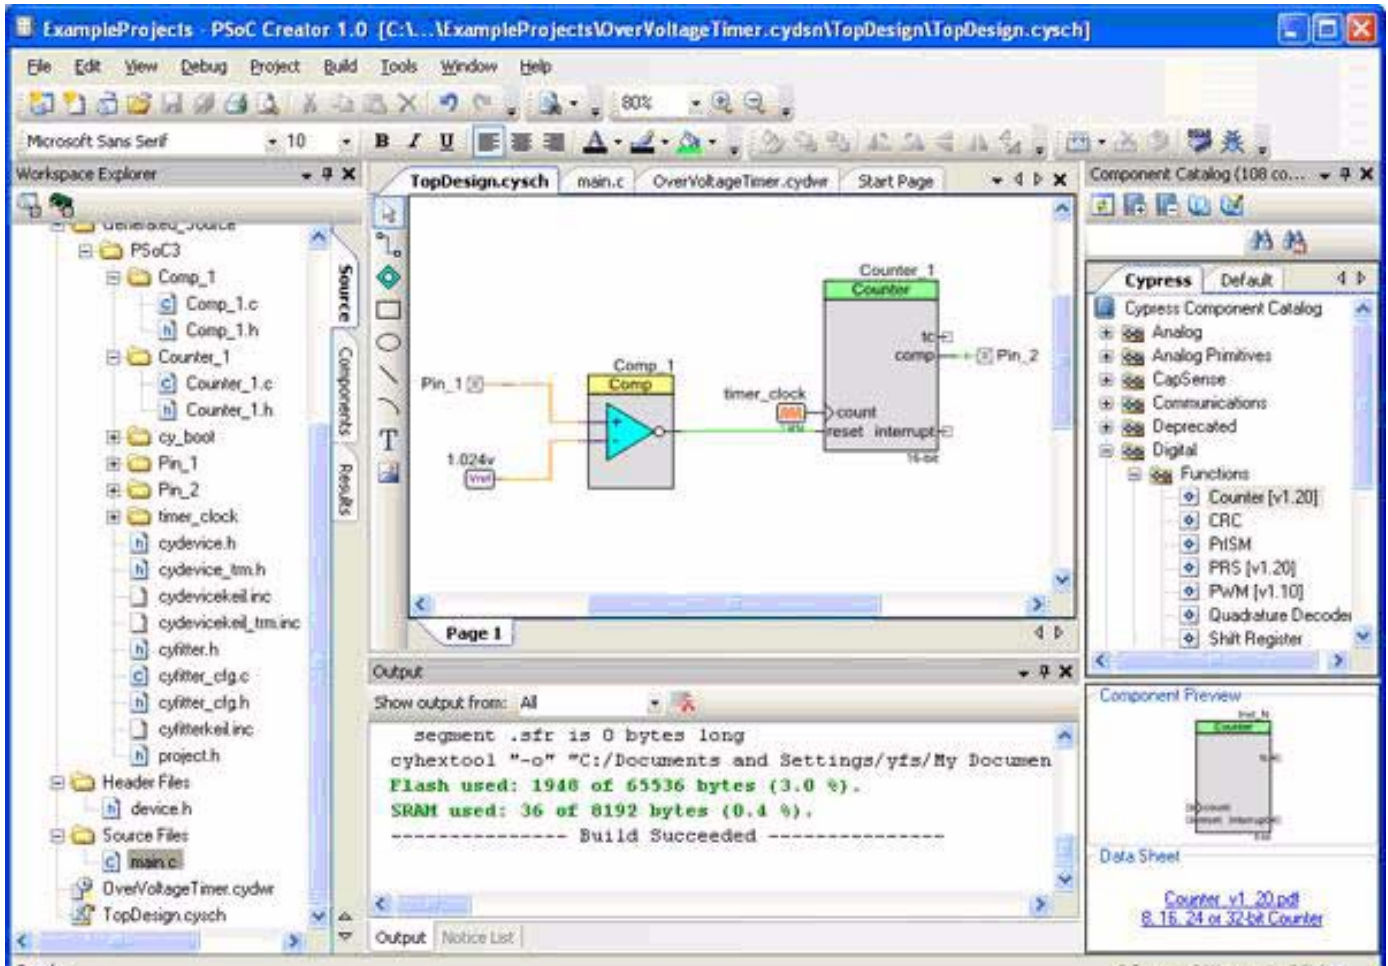 ExampleProjects - PSoC Creator 1.0 [C:\...\ExampleProjects\OverVoltageTimer.cydsn\TopDesign\TopDesign.cysch]
File Edit View Debug Project Build Tools Window Help
80%
Microsoft Sans Serif 10 B I U A
Workspace Explorer
Generated_Source
PSoC3
Comp_1
Comp_1.c
Comp_1.h
Counter_1
Counter_1.c
Counter_1.h
cy_boot
Pin_1
Pin_2
timer_clock
cydevice.h
cydevice_trm.h
cydevicekeil.inc
cydevicekeil_trm.inc
cyfitter.h
cyfitter_cfg.c
cyfitter_cfg.h
cyfitterkeil.inc
project.h
Header Files
device.h
Source Files
main.c
OverVoltageTimer.cydwr
TopDesign.cysch
Source
Components
Results
TopDesign.cysch main.c OverVoltageTimer.cydwr Start Page
T
Counter_1
Counter
tc
comp
Pin_2
Comp_1
Comp
Pin_1
timer_clock
count
reset interrupt
16-bit
1.024v
Vref
Page 1
Output
Show output from: All
segment .sfr is 0 bytes long
cyhextool "-o" "C:/Documents and Settings/yfs/My Documen
Flash used: 1948 of 65536 bytes (3.0 %).
SRAM used: 36 of 8192 bytes (0.4 %).
--------------- Build Succeeded ---------------
Output Notice List
Component Catalog (108 co...
Cypress Default
Cypress Component Catalog
Analog
Analog Primitives
CapSense
Communications
Deprecated
Digital
Functions
Counter [v1.20]
CRC
PrISM
PRS [v1.20]
PWM [v1.10]
Quadrature Decoder
Shift Register
Component Preview
Inst_N
Counter
count
interrupt
Data Sheet
Counter_v1_20.pdf
8, 16, 24 or 32-bit Counter